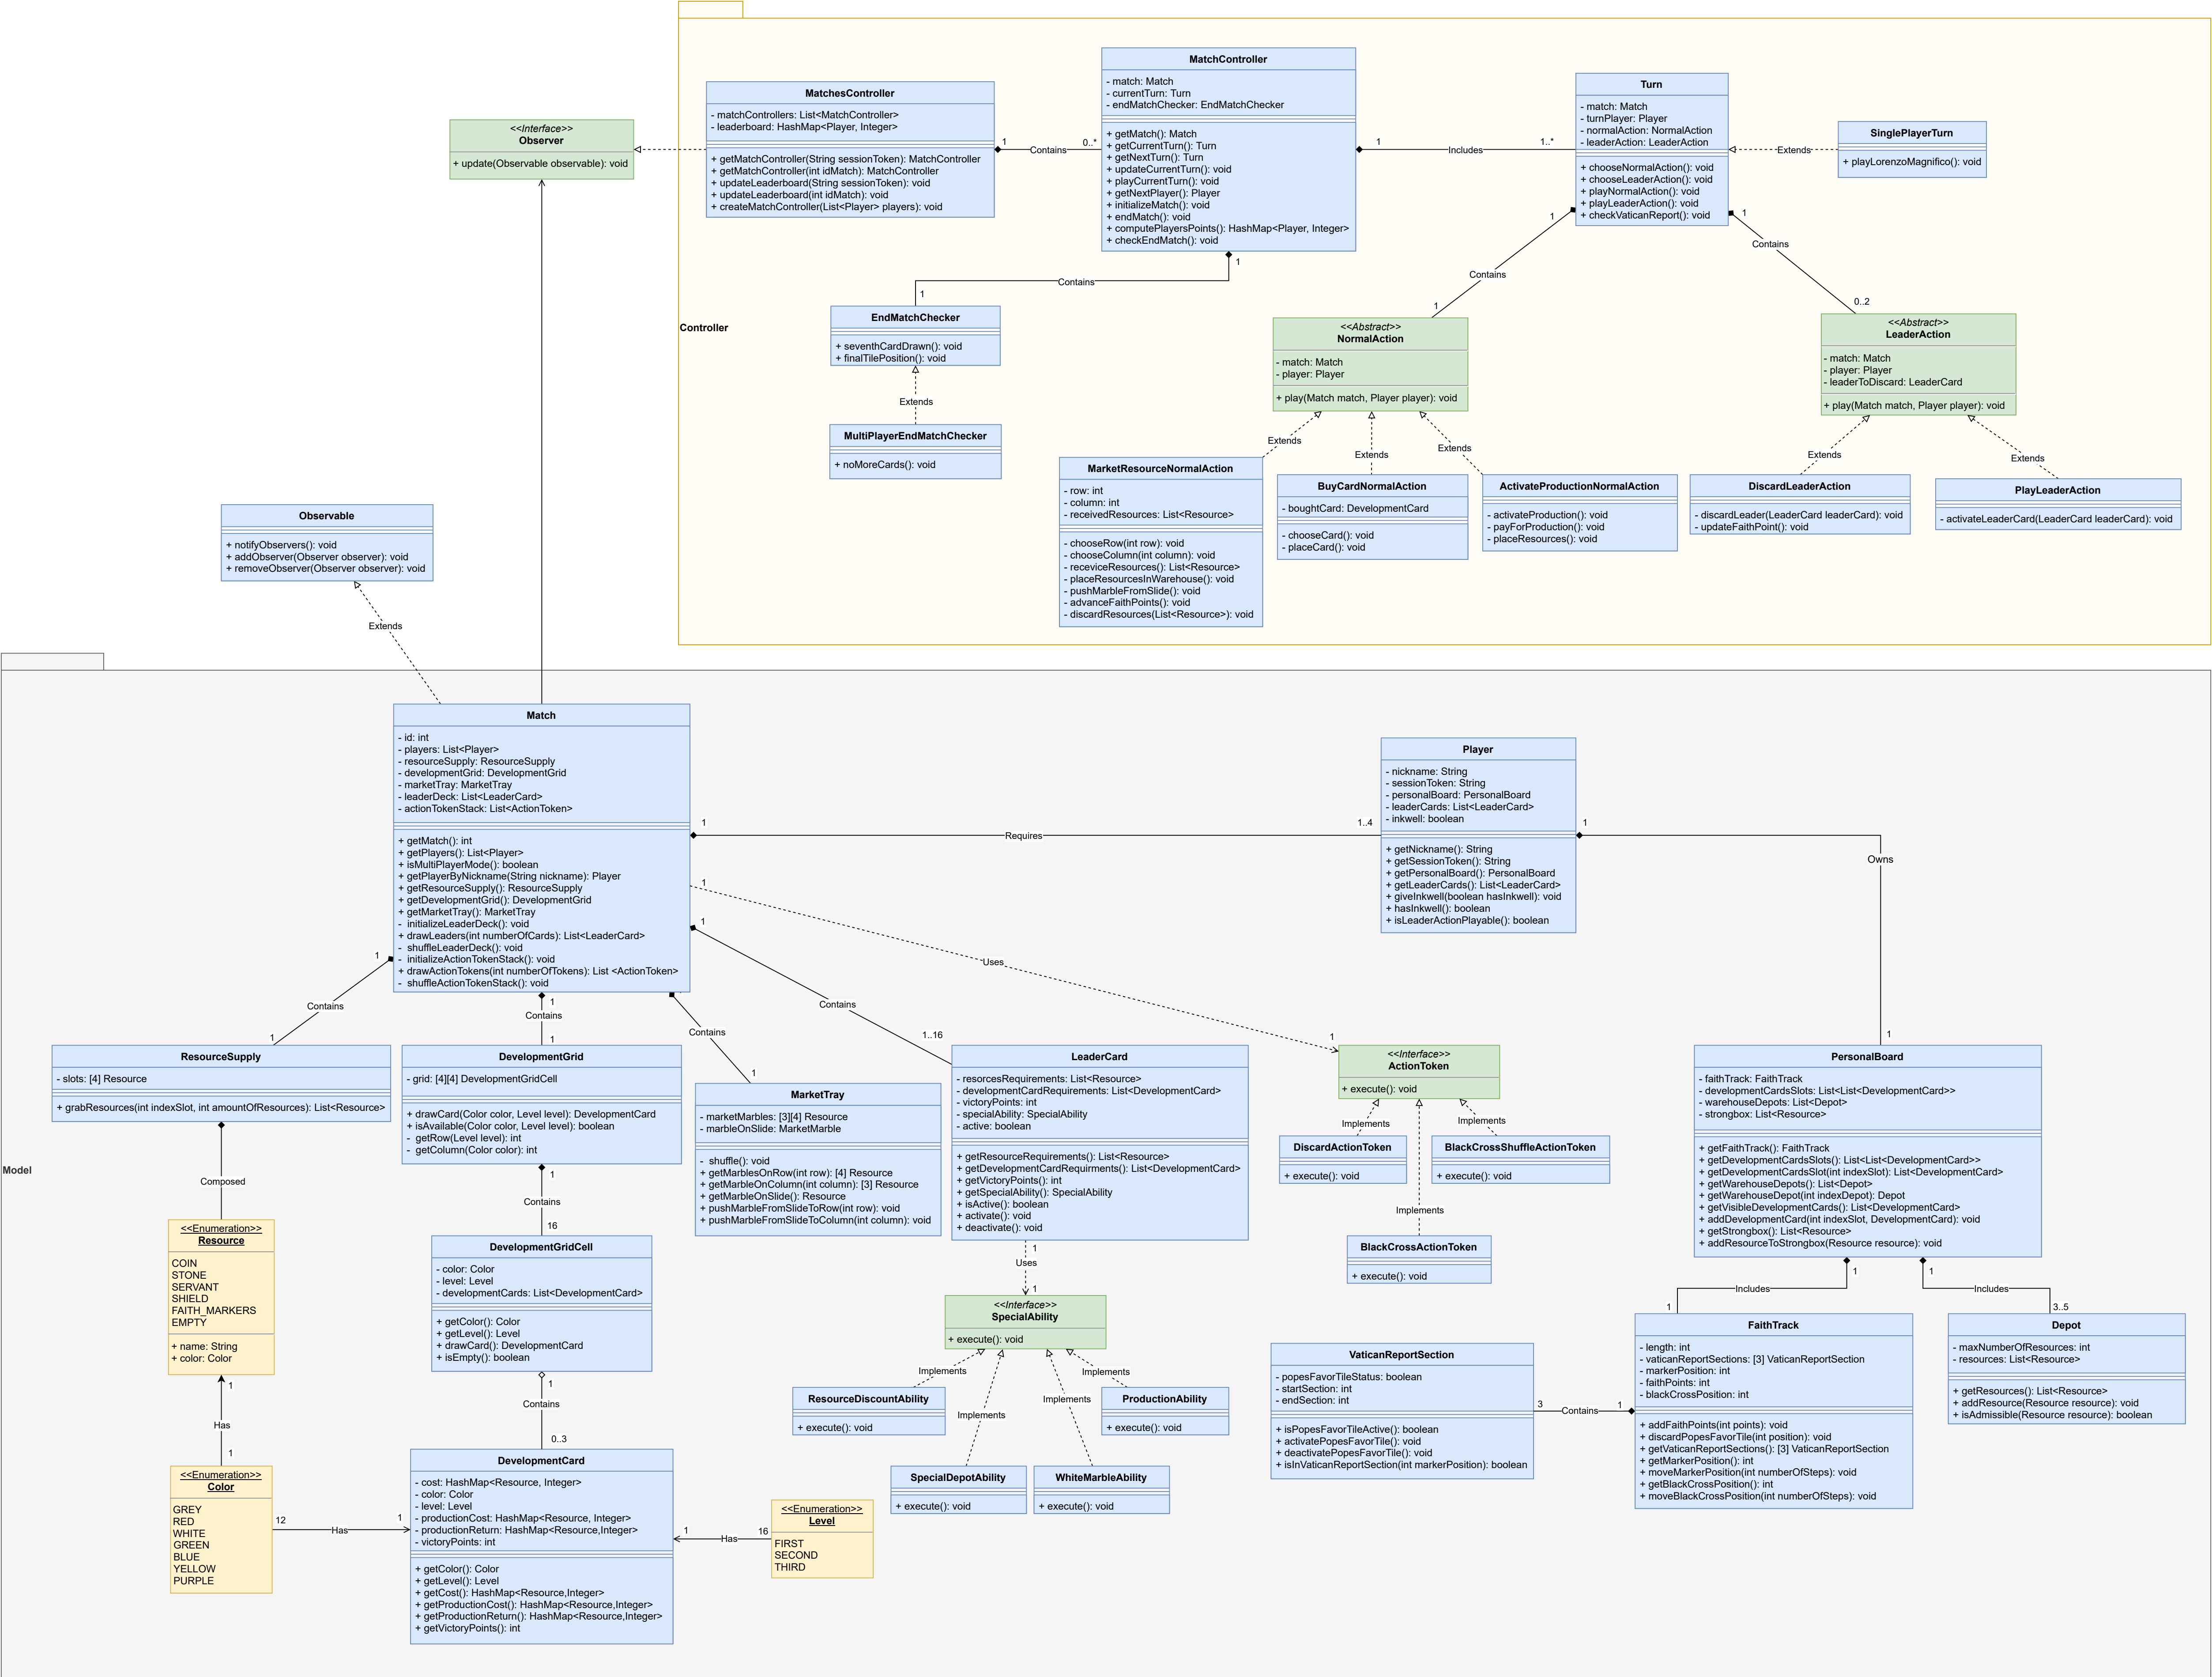 Controller
<<Interface>>
Observer
+ update(Observable observable): void
MatchesController
- matchControllers: List<MatchController>
- leaderboard: HashMap<Player, Integer>
+ getMatchController(String sessionToken): MatchController
+ getMatchController(int idMatch): MatchController
+ updateLeaderboard(String sessionToken): void
+ updateLeaderboard(int idMatch): void
+ createMatchController(List<Player> players): void
1
Contains
0..*
MatchController
- match: Match
- currentTurn: Turn
- endMatchChecker: EndMatchChecker
+ getMatch(): Match
+ getCurrentTurn(): Turn
+ getNextTurn(): Turn
+ updateCurrentTurn(): void
+ playCurrentTurn(): void
+ getNextPlayer(): Player
+ initializeMatch(): void
+ endMatch(): void
+ computePlayersPoints(): HashMap<Player, Integer>
+ checkEndMatch(): void
1
Includes
1..*
Turn
- match: Match
- turnPlayer: Player
- normalAction: NormalAction
- leaderAction: LeaderAction
+ chooseNormalAction(): void
+ chooseLeaderAction(): void
+ playNormalAction(): void
+ playLeaderAction(): void
+ checkVaticanReport(): void
Extends
SinglePlayerTurn
+ playLorenzoMagnifico(): void
1
Contains
1
EndMatchChecker
+ seventhCardDrawn(): void
+ finalTilePosition(): void
Extends
MultiPlayerEndMatchChecker
+ noMoreCards(): void
1
Contains
1
<<Abstract>>
NormalAction
- match: Match
- player: Player
+ play(Match match, Player player): void
1
Contains
0..2
<<Abstract>>
LeaderAction
- match: Match
- player: Player
- leaderToDiscard: LeaderCard
+ play(Match match, Player player): void
Extends
Extends
Extends
Extends
Extends
MarketResourceNormalAction
- row: int
- column: int
- receivedResources: List<Resource>
- chooseRow(int row): void
- chooseColumn(int column): void
- receviceResources(): List<Resource>
- placeResourcesInWarehouse(): void
- pushMarbleFromSlide(): void
- advanceFaithPoints(): void
- discardResources(List<Resource>): void
BuyCardNormalAction
- boughtCard: DevelopmentCard
- chooseCard(): void
- placeCard(): void
ActivateProductionNormalAction
- activateProduction(): void
- payForProduction(): void
- placeResources(): void
DiscardLeaderAction
- discardLeader(LeaderCard leaderCard): void
- updateFaithPoint(): void
PlayLeaderAction
- activateLeaderCard(LeaderCard leaderCard): void
Observable
+ notifyObservers(): void
+ addObserver(Observer observer): void
+ removeObserver(Observer observer): void
Extends
Model
Match
- id: int
- players: List<Player>
- resourceSupply: ResourceSupply
- developmentGrid: DevelopmentGrid
- marketTray: MarketTray
- leaderDeck: List<LeaderCard>
- actionTokenStack: List<ActionToken>
+ getMatch(): int
+ getPlayers(): List<Player>
+ isMultiPlayerMode(): boolean
+ getPlayerByNickname(String nickname): Player
+ getResourceSupply(): ResourceSupply
+ getDevelopmentGrid(): DevelopmentGrid
+ getMarketTray(): MarketTray
- initializeLeaderDeck(): void
+ drawLeaders(int numberOfCards): List<LeaderCard>
- shuffleLeaderDeck(): void
- initializeActionTokenStack(): void
+ drawActionTokens(int numberOfTokens): List <ActionToken>
- shuffleActionTokenStack(): void
1
Requires
1..4
Player
- nickname: String
- sessionToken: String
- personalBoard: PersonalBoard
- leaderCards: List<LeaderCard>
- inkwell: boolean
+ getNickname(): String
+ getSessionToken(): String
+ getPersonalBoard(): PersonalBoard
+ getLeaderCards(): List<LeaderCard>
+ giveInkwell(boolean hasInkwell): void
+ hasInkwell(): boolean
+ isLeaderActionPlayable(): boolean
1
Owns
1
1
Uses
1
1
Contains
1..16
1
Contains
1
1
Contains
1
Contains
1
ResourceSupply
- slots: [4] Resource
+ grabResources(int indexSlot, int amountOfResources): List<Resource>
DevelopmentGrid
- grid: [4][4] DevelopmentGridCell
+ drawCard(Color color, Level level): DevelopmentCard
+ isAvailable(Color color, Level level): boolean
- getRow(Level level): int
- getColumn(Color color): int
MarketTray
- marketMarbles: [3][4] Resource
- marbleOnSlide: MarketMarble
- shuffle(): void
+ getMarblesOnRow(int row): [4] Resource
+ getMarbleOnColumn(int column): [3] Resource
+ getMarbleOnSlide(): Resource
+ pushMarbleFromSlideToRow(int row): void
+ pushMarbleFromSlideToColumn(int column): void
LeaderCard
- resorcesRequirements: List<Resource>
- developmentCardRequirements: List<DevelopmentCard>
- victoryPoints: int
- specialAbility: SpecialAbility
- active: boolean
+ getResourceRequirements(): List<Resource>
+ getDevelopmentCardRequirments(): List<DevelopmentCard>
+ getVictoryPoints(): int
+ getSpecialAbility(): SpecialAbility
+ isActive(): boolean
+ activate(): void
+ deactivate(): void
<<Interface>>
ActionToken
+ execute(): void
Implements
Implements
Implements
DiscardActionToken
+ execute(): void
BlackCrossShuffleActionToken
+ execute(): void
BlackCrossActionToken
+ execute(): void
PersonalBoard
- faithTrack: FaithTrack
- developmentCardsSlots: List<List<DevelopmentCard>>
- warehouseDepots: List<Depot>
- strongbox: List<Resource>
+ getFaithTrack(): FaithTrack
+ getDevelopmentCardsSlots(): List<List<DevelopmentCard>>
+ getDevelopmentCardsSlot(int indexSlot): List<DevelopmentCard>
+ getWarehouseDepots(): List<Depot>
+ getWarehouseDepot(int indexDepot): Depot
+ getVisibleDevelopmentCards(): List<DevelopmentCard>
+ addDevelopmentCard(int indexSlot, DevelopmentCard): void
+ getStrongbox(): List<Resource>
+ addResourceToStrongbox(Resource resource): void
Composed
<<Enumeration>>
Resource
COIN
STONE
SERVANT
SHIELD
FAITH_MARKERS
EMPTY
+ name: String
+ color: Color
1
Has
1
<<Enumeration>>
Color
GREY
RED
WHITE
GREEN
BLUE
YELLOW
PURPLE
12
Has
1
1
Contains
16
DevelopmentGridCell
- color: Color
- level: Level
- developmentCards: List<DevelopmentCard>
+ getColor(): Color
+ getLevel(): Level
+ drawCard(): DevelopmentCard
+ isEmpty(): boolean
1
Contains
0..3
DevelopmentCard
- cost: HashMap<Resource, Integer>
- color: Color
- level: Level
- productionCost: HashMap<Resource, Integer>
- productionReturn: HashMap<Resource,Integer>
- victoryPoints: int
+ getColor(): Color
+ getLevel(): Level
+ getCost(): HashMap<Resource,Integer>
+ getProductionCost(): HashMap<Resource,Integer>
+ getProductionReturn(): HashMap<Resource,Integer>
+ getVictoryPoints(): int
1
Has
16
<<Enumeration>>
Level
FIRST
SECOND
THIRD
1
Uses
1
<<Interface>>
SpecialAbility
+ execute(): void
Implements
Implements
Implements
Implements
ResourceDiscountAbility
+ execute(): void
ProductionAbility
+ execute(): void
SpecialDepotAbility
+ execute(): void
WhiteMarbleAbility
+ execute(): void
1
Includes
1
1
Includes
3..5
VaticanReportSection
- popesFavorTileStatus: boolean
- startSection: int
- endSection: int
+ isPopesFavorTileActive(): boolean
+ activatePopesFavorTile(): void
+ deactivatePopesFavorTile(): void
+ isInVaticanReportSection(int markerPosition): boolean
3
Contains
1
FaithTrack
- length: int
- vaticanReportSections: [3] VaticanReportSection
- markerPosition: int
- faithPoints: int
- blackCrossPosition: int
+ addFaithPoints(int points): void
+ discardPopesFavorTile(int position): void
+ getVaticanReportSections(): [3] VaticanReportSection
+ getMarkerPosition(): int
+ moveMarkerPosition(int numberOfSteps): void
+ getBlackCrossPosition(): int
+ moveBlackCrossPosition(int numberOfSteps): void
Depot
- maxNumberOfResources: int
- resources: List<Resource>
+ getResources(): List<Resource>
+ addResource(Resource resource): void
+ isAdmissible(Resource resource): boolean